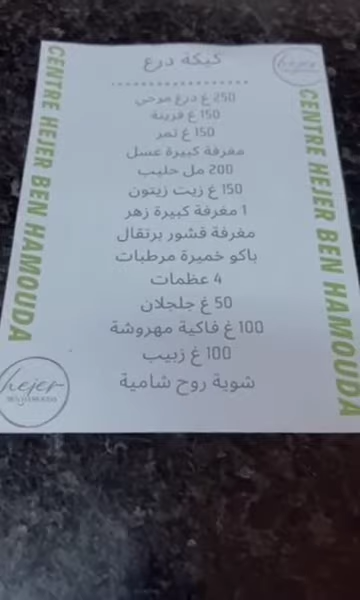 كيكة درع
250 غ درع مرحي
150 غ فرينة
150 غ تمر
مغرفة كبيرة عسل
200 مل حليب
150 غ زيت زيتون
1 مغرفة كبيرة زهر
مغرفة قشور برتقال
باكو خميرة مرطبات
4 عظمات
50 غ جلجلان
100 غ فاكية مهروشة
100 غ زبيب
شوية روح شامية
CENTRE HEJER BEN HAMOUDA
CENTRE HEJER BEN HAMOUDA
hejer
BEN HAMOUDA
hejer